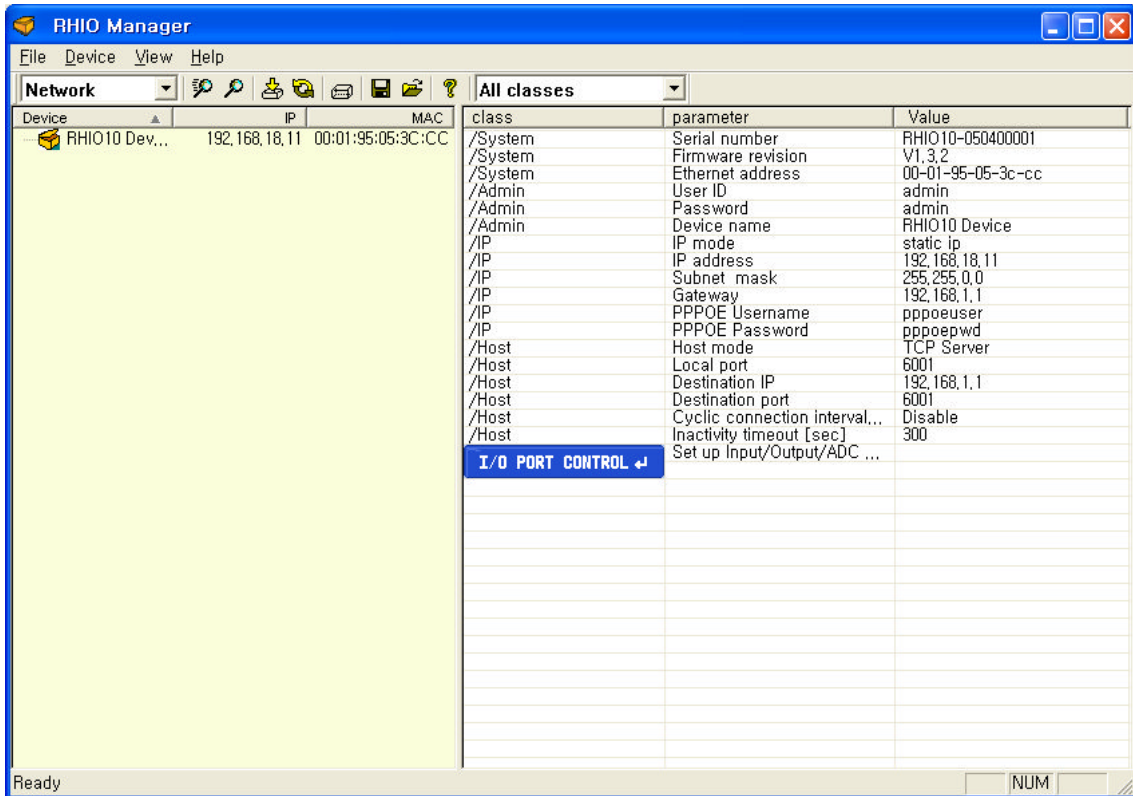 RHIO Manager
File Device View Help
Network All classes
Device IP MAC
RHIO10 Dev... 192,168,18,11 00:01:95:05:3C:CC
class parameter Value
/System Serial number RHIO10-050400001
/System Firmware revision V1,3,2
/System Ethernet address 00-01-95-05-3c-cc
/Admin User ID admin
/Admin Password admin
/Admin Device name RHIO10 Device
/IP IP mode static ip
/IP IP address 192,168,18,11
/IP Subnet mask 255,255,0,0
/IP Gateway 192,168,1,1
/IP PPPOE Username pppoeuser
/IP PPPOE Password pppoepwd
/Host Host mode TCP Server
/Host Local port 6001
/Host Destination IP 192,168,1,1
/Host Destination port 6001
/Host Cyclic connection interval... Disable
/Host Inactivity timeout [sec] 300
I/O PORT CONTROL ↵ Set up Input/Output/ADC ...
Ready NUM